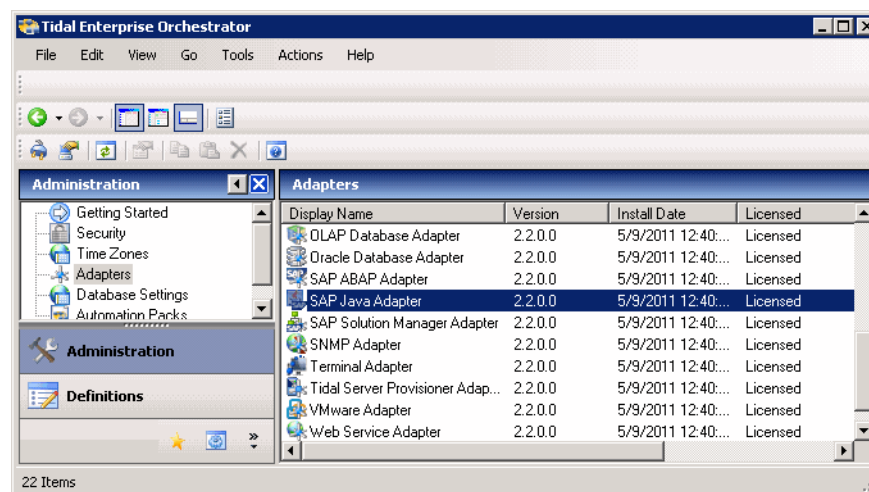 Tidal Enterprise Orchestrator
File Edit View Go Tools Actions Help
Administration
Getting Started
Security
Time Zones
Adapters
Database Settings
Automation Packs
Administration
Definitions
Adapters
Display Name Version Install Date Licensed
OLAP Database Adapter 2.2.0.0 5/9/2011 12:40:... Licensed
Oracle Database Adapter 2.2.0.0 5/9/2011 12:40:... Licensed
SAP ABAP Adapter 2.2.0.0 5/9/2011 12:40:... Licensed
SAP Java Adapter 2.2.0.0 5/9/2011 12:40:... Licensed
SAP Solution Manager Adapter 2.2.0.0 5/9/2011 12:40:... Licensed
SNMP Adapter 2.2.0.0 5/9/2011 12:40:... Licensed
Terminal Adapter 2.2.0.0 5/9/2011 12:40:... Licensed
Tidal Server Provisioner Adap... 2.2.0.0 5/9/2011 12:40:... Licensed
VMware Adapter 2.2.0.0 5/9/2011 12:40:... Licensed
Web Service Adapter 2.2.0.0 5/9/2011 12:40:... Licensed
22 Items